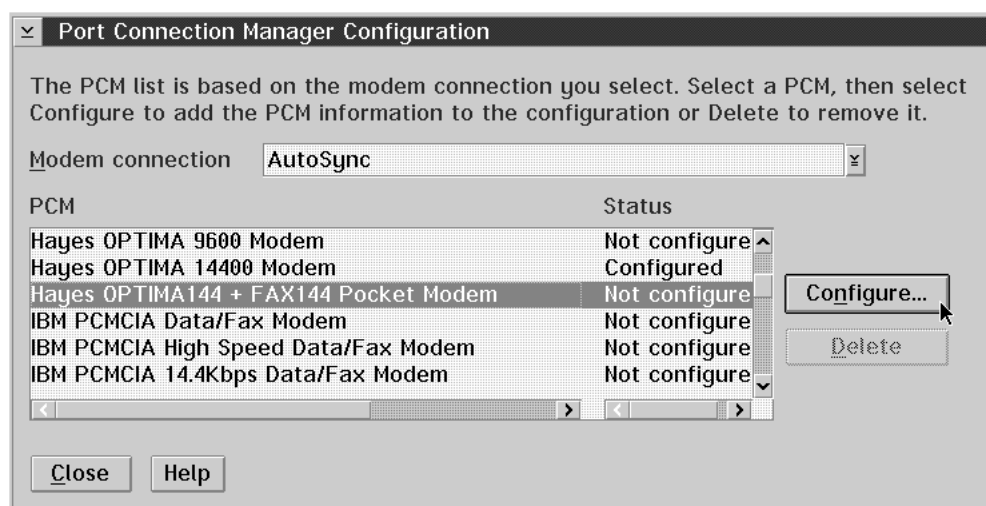 Port Connection Manager Configuration
The PCM list is based on the modem connection you select. Select a PCM, then select
Configure to add the PCM information to the configuration or Delete to remove it.
Modem connection AutoSync
PCM Status
Hayes OPTIMA 9600 Modem Not configure
Hayes OPTIMA 14400 Modem Configured
Hayes OPTIMA144 + FAX144 Pocket Modem Not configure
Configure...
IBM PCMCIA Data/Fax Modem Not configure
IBM PCMCIA High Speed Data/Fax Modem Not configure
Delete
IBM PCMCIA 14.4Kbps Data/Fax Modem Not configure
Close Help